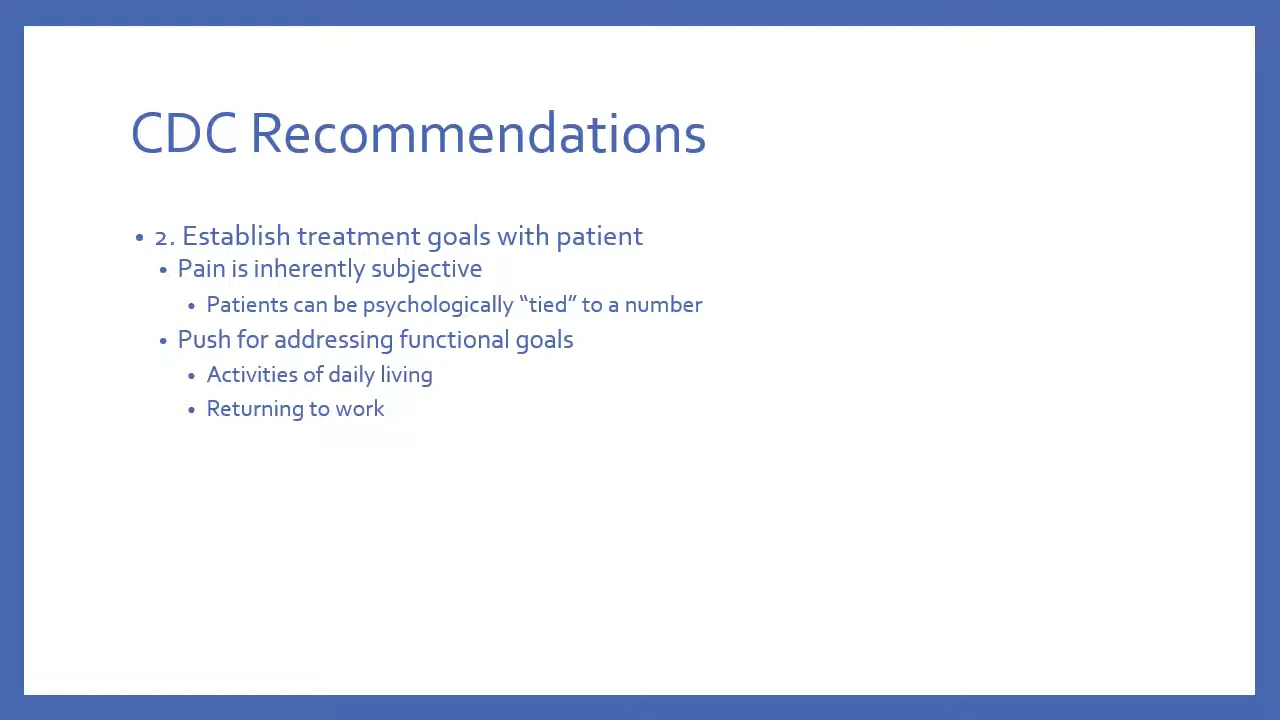 CDC Recommendations
• 2. Establish treatment goals with patient
• Pain is inherently subjective
• Patients can be psychologically “tied” to a number
• Push for addressing functional goals
• Activities of daily living
• Returning to work